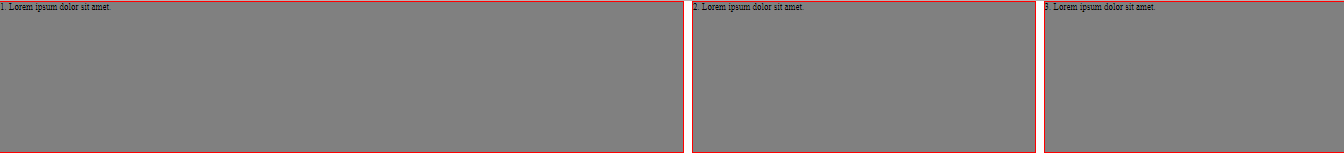 1. Lorem ipsum dolor sit amet.
2. Lorem ipsum dolor sit amet.
3. Lorem ipsum dolor sit amet.